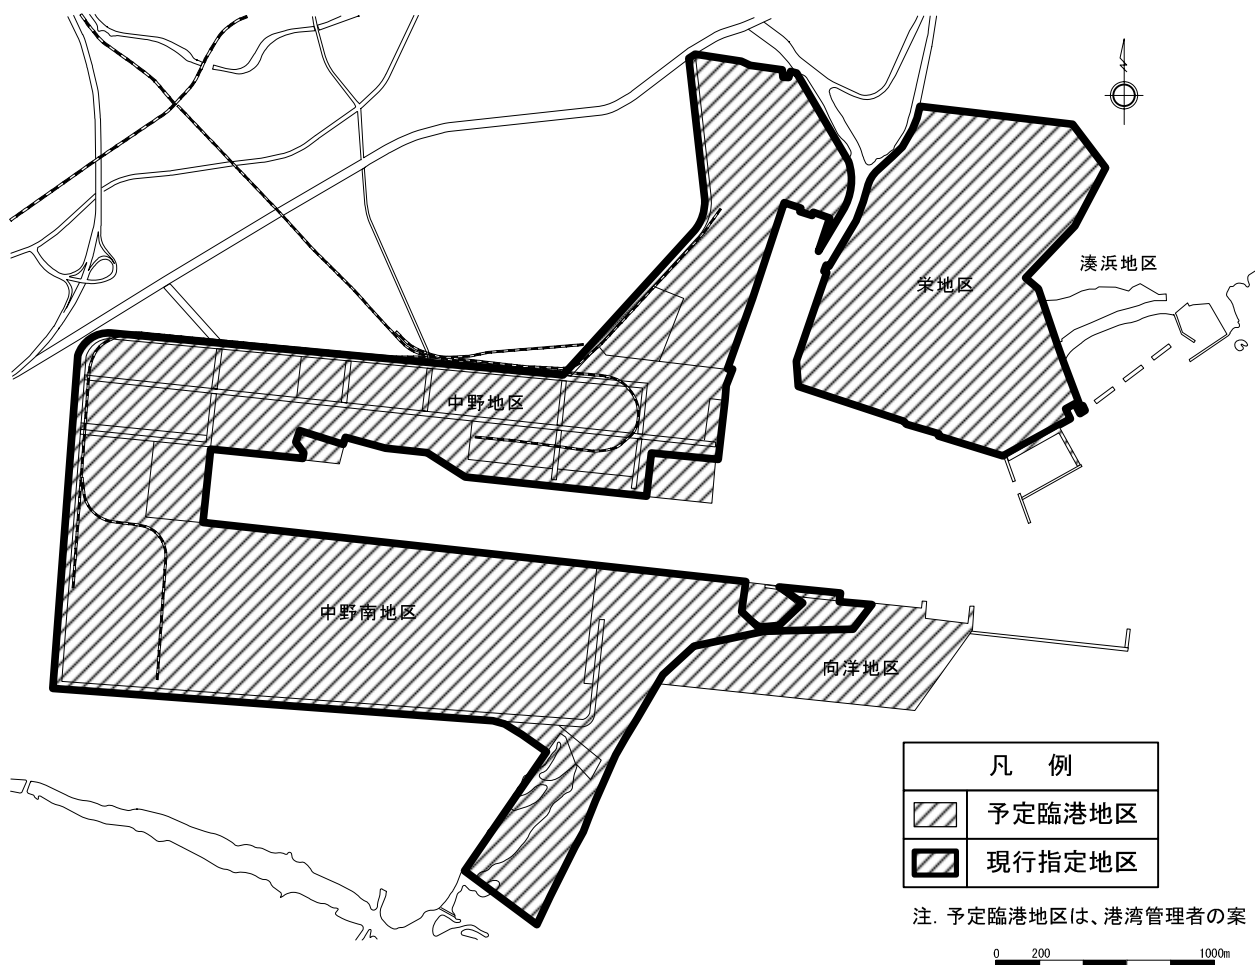 湊浜地区
栄地区
中野地区
中野南地区
向洋地区
凡 例
予定臨港地区
現行指定地区
注. 予定臨港地区は、港湾管理者の案
0 200 1000m